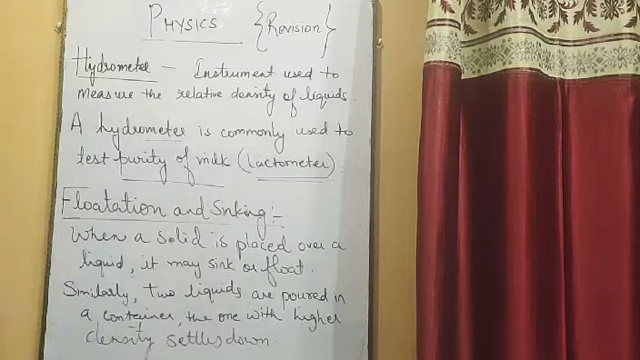 PHYSICS {Revision}
Hydrometer — Instrument used to
measure the relative density of liquids.
A hydrometer is commonly used to
test purity of milk (Lactometer).
Floatation and Sinking:-
When a solid is placed over a
liquid, it may sink or float.
Similarly, two liquids are poured in
a container, the one with higher
density settles down.